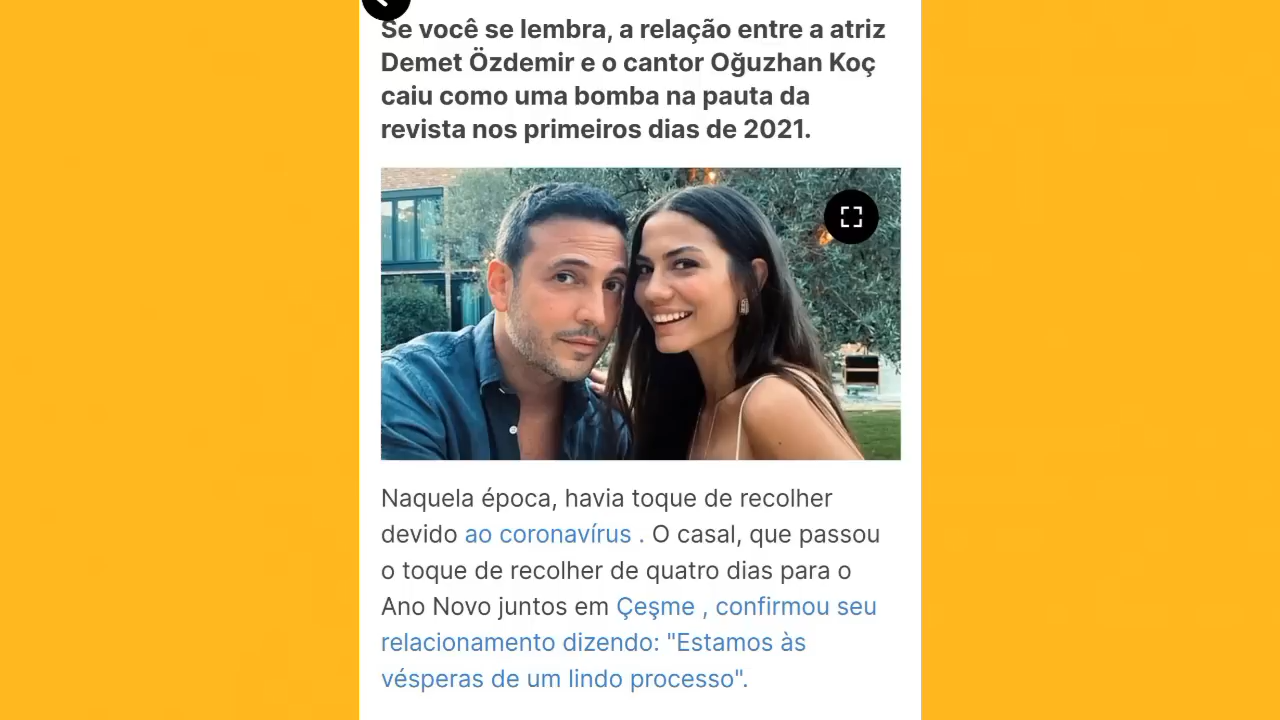 Se você se lembra, a relação entre a atriz
Demet Özdemir e o cantor Oğuzhan Koç
caiu como uma bomba na pauta da
revista nos primeiros dias de 2021.
Naquela época, havia toque de recolher
devido ao coronavírus . O casal, que passou
o toque de recolher de quatro dias para o
Ano Novo juntos em Çeşme , confirmou seu
relacionamento dizendo: "Estamos às
vésperas de um lindo processo".